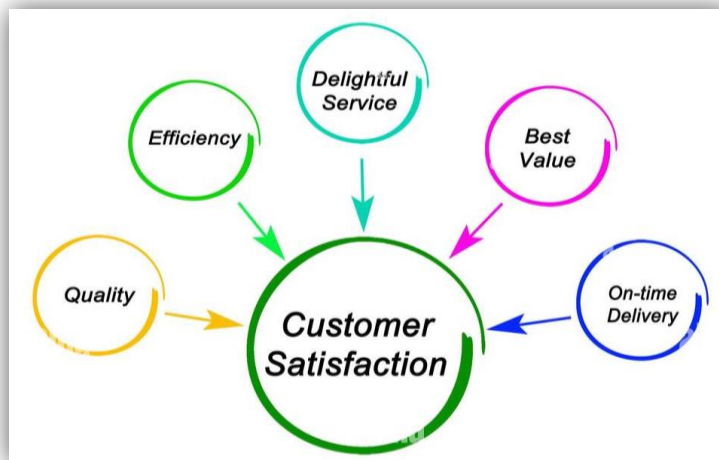 Delightful
Service
Efficiency
Best
Value
Quality
On-time
Delivery
Customer
Satisfaction